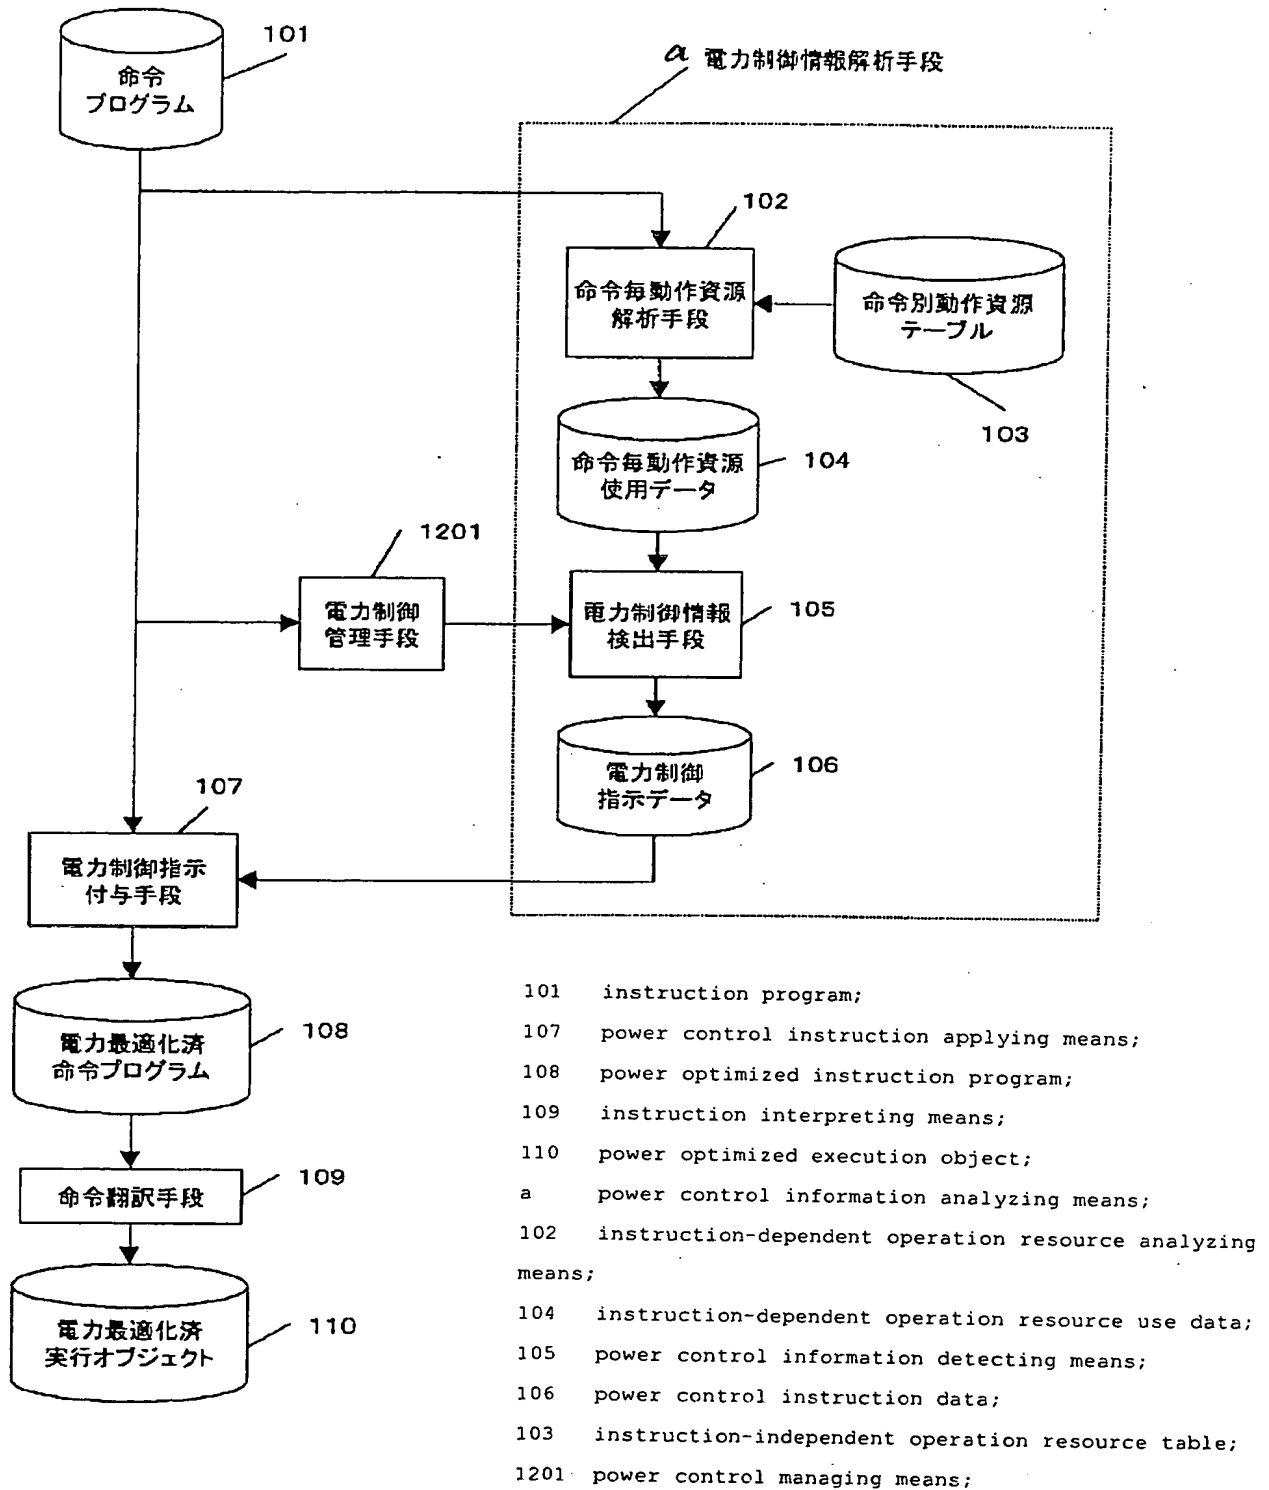 101
命令
プログラム
a 電力制御情報解析手段
102
命令毎動作資源
解析手段
命令別動作資源
テーブル
103
命令毎動作資源
使用データ
104
1201
電力制御
管理手段
電力制御情報
検出手段
105
電力制御
指示データ
106
107
電力制御指示
付与手段
電力最適化済
命令プログラム
108
命令翻訳手段
109
電力最適化済
実行オブジェクト
110
101 instruction program;
107 power control instruction applying means;
108 power optimized instruction program;
109 instruction interpreting means;
110 power optimized execution object;
a power control information analyzing means;
102 instruction-dependent operation resource analyzing
means;
104 instruction-dependent operation resource use data;
105 power control information detecting means;
106 power control instruction data;
103 instruction-independent operation resource table;
1201 power control managing means;